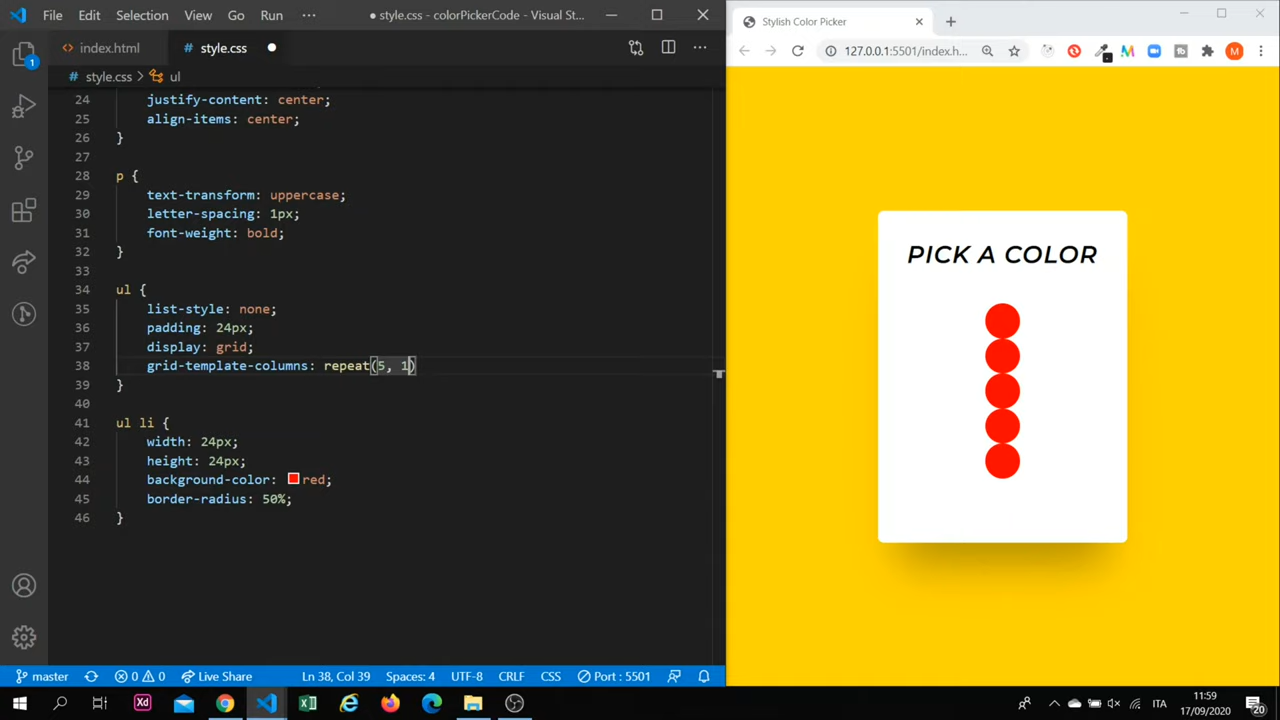 File Edit Selection View Go Run ··· ● style.css - colorPickerCode - Visual St...
index.html
# style.css ●
# style.css > ul
24 justify-content: center;
25 align-items: center;
26 }
27
28 p {
29 text-transform: uppercase;
30 letter-spacing: 1px;
31 font-weight: bold;
32 }
33
34 ul {
35 list-style: none;
36 padding: 24px;
37 display: grid;
38 grid-template-columns: repeat(5, 1)
39 }
40
41 ul li {
42 width: 24px;
43 height: 24px;
44 background-color: red;
45 border-radius: 50%;
46 }
1
master 0 0 Live Share Ln 38, Col 39 Spaces: 4 UTF-8 CRLF CSS Port : 5501
Stylish Color Picker
127.0.0.1:5501/index.h...
M
M
PICK A COLOR
Xd
ITA
11:59
17/09/2020
20